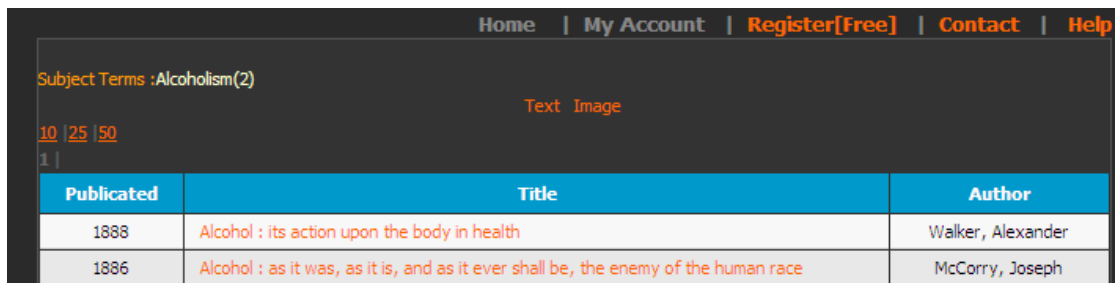 Home | My Account | Register[Free] | Contact | Help
Subject Terms :Alcoholism(2)
Text Image
10 |25 |50
1 |
Publicated Title Author
1888 Alcohol : its action upon the body in health Walker, Alexander
1886 Alcohol : as it was, as it is, and as it ever shall be, the enemy of the human race McCorry, Joseph